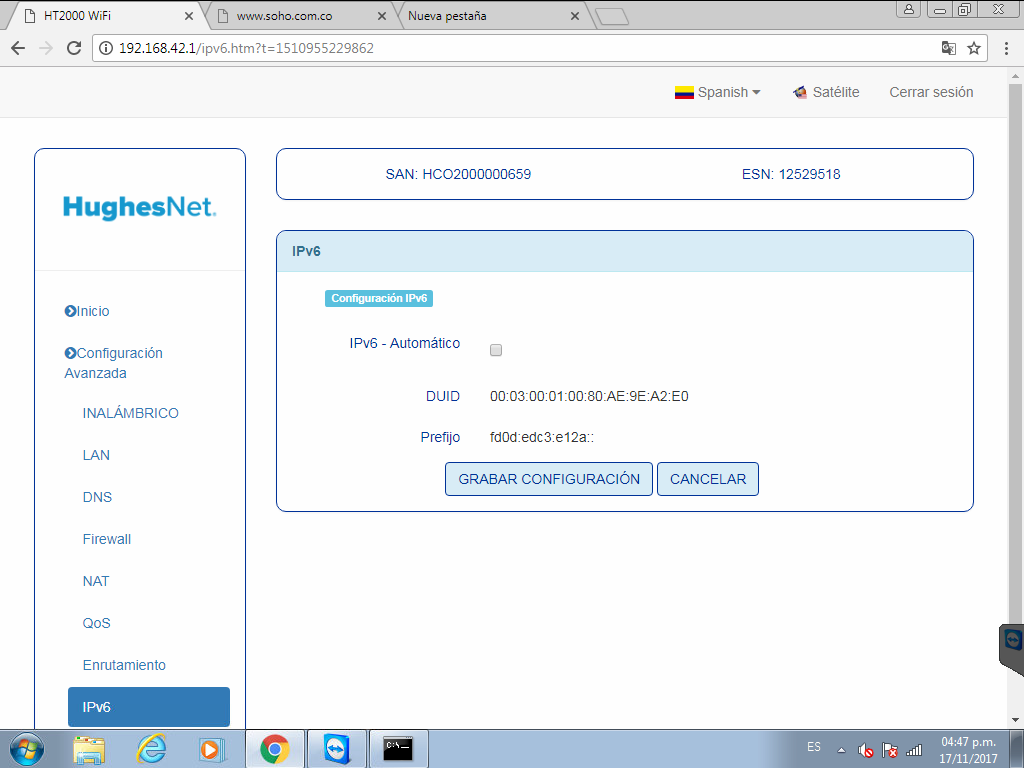 HT2000 WiFi
www.soho.com.co
Nueva pestaña
192.168.42.1/ipv6.htm?t=1510955229862
Spanish
Satélite
Cerrar sesión
HughesNet.
SAN: HCO2000000659
ESN: 12529518
Inicio
Configuración
Avanzada
INALÁMBRICO
LAN
DNS
Firewall
NAT
QoS
Enrutamiento
IPv6
IPv6
Configuración IPv6
IPv6 - Automático
DUID 00:03:00:01:00:80:AE:9E:A2:E0
Prefijo fd0d:edc3:e12a::
GRABAR CONFIGURACIÓN CANCELAR
C:\_
ES
04:47 p.m.
17/11/2017